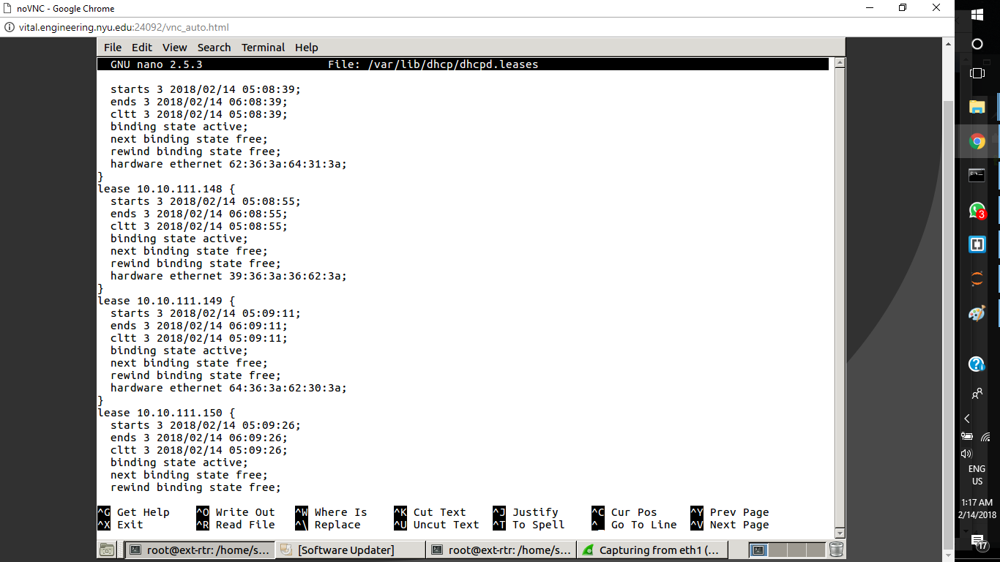 noVNC - Google Chrome
vital.engineering.nyu.edu:24092/vnc_auto.html
File Edit View Search Terminal Help
GNU nano 2.5.3 File: /var/lib/dhcp/dhcpd.leases
starts 3 2018/02/14 05:08:39;
ends 3 2018/02/14 06:08:39;
cltt 3 2018/02/14 05:08:39;
binding state active;
next binding state free;
rewind binding state free;
hardware ethernet 62:36:3a:64:31:3a;
}
lease 10.10.111.148 {
starts 3 2018/02/14 05:08:55;
ends 3 2018/02/14 06:08:55;
cltt 3 2018/02/14 05:08:55;
binding state active;
next binding state free;
rewind binding state free;
hardware ethernet 39:36:3a:36:62:3a;
}
lease 10.10.111.149 {
starts 3 2018/02/14 05:09:11;
ends 3 2018/02/14 06:09:11;
cltt 3 2018/02/14 05:09:11;
binding state active;
next binding state free;
rewind binding state free;
hardware ethernet 64:36:3a:62:30:3a;
}
lease 10.10.111.150 {
starts 3 2018/02/14 05:09:26;
ends 3 2018/02/14 06:09:26;
cltt 3 2018/02/14 05:09:26;
binding state active;
next binding state free;
rewind binding state free;
^G Get Help ^O Write Out ^W Where Is ^K Cut Text ^J Justify ^C Cur Pos ^Y Prev Page
^X Exit ^R Read File ^\ Replace ^U Uncut Text ^T To Spell ^_ Go To Line ^V Next Page
root@ext-rtr: /home/s... [Software Updater] root@ext-rtr: /home/s... Capturing from eth1 (...
3
ENG
US
1:17 AM
2/14/2018
17